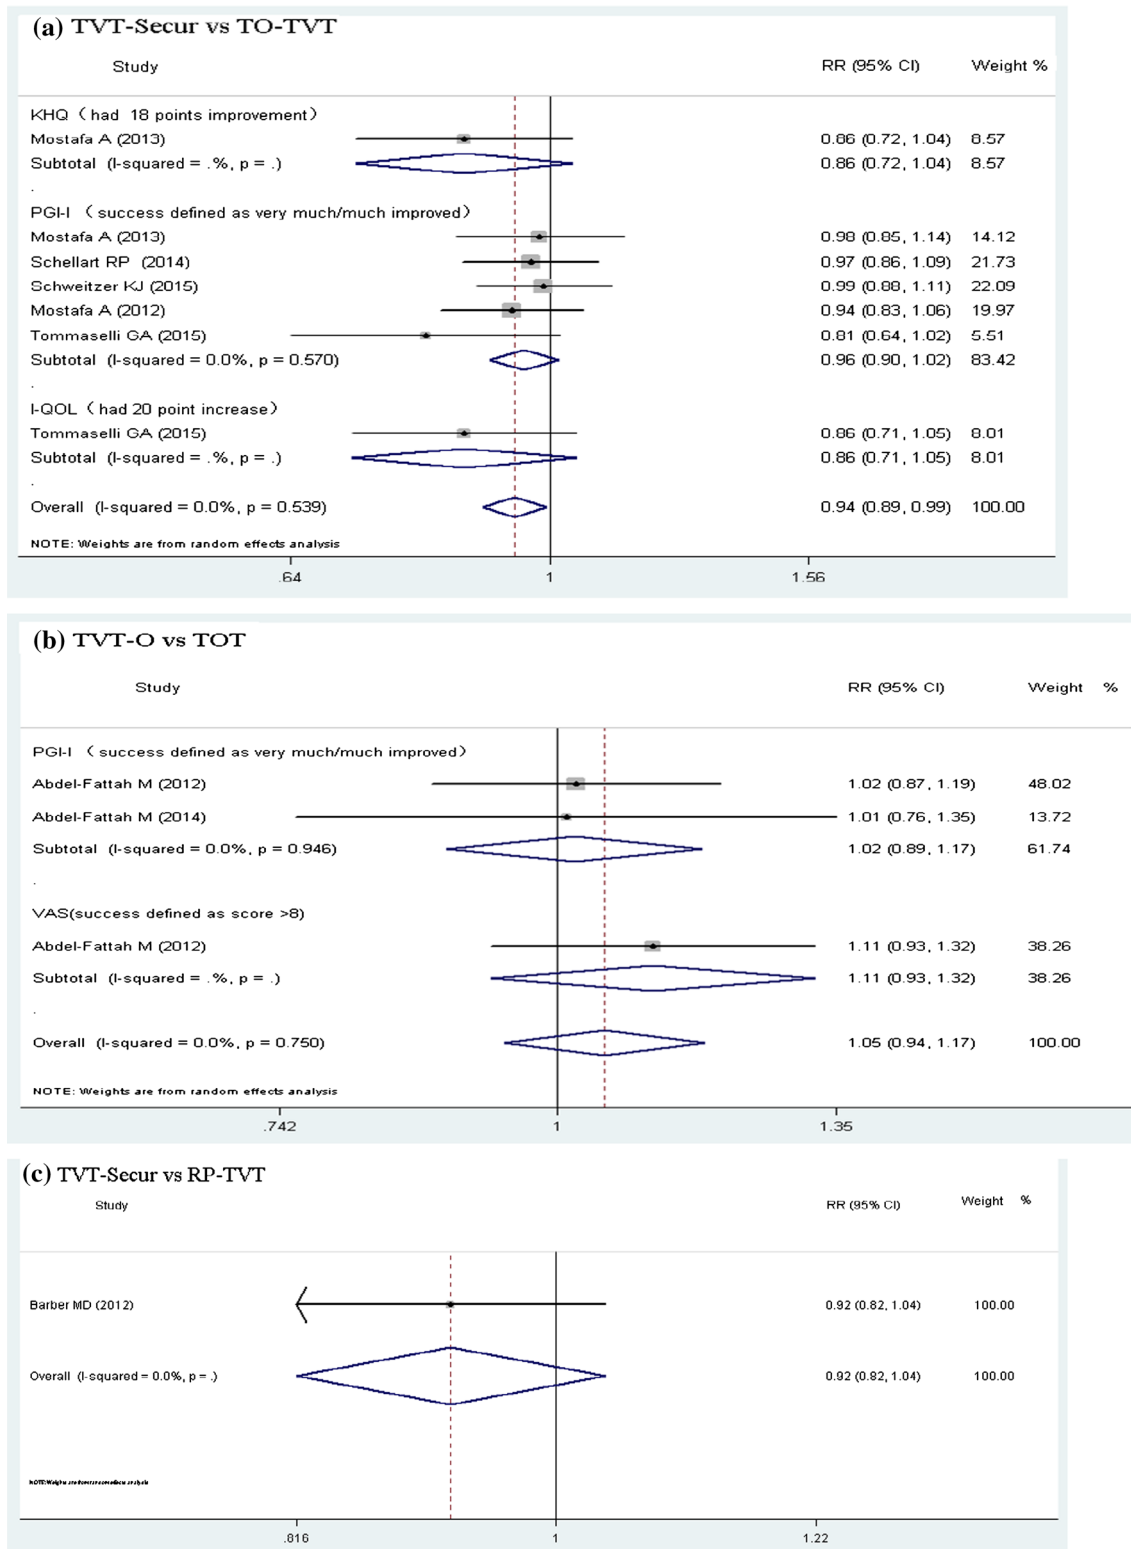 (a) TVT-Secur vs TO-TVT
Study RR (95% CI) Weight %
KHQ (had 18 points improvement)
Mostafa A (2013) 0.86 (0.72, 1.04) 8.57
Subtotal (I-squared = .%, p = .) 0.86 (0.72, 1.04) 8.57
.
PGI-I (success defined as very much/much improved)
Mostafa A (2013) 0.98 (0.85, 1.14) 14.12
Schellart RP (2014) 0.97 (0.86, 1.09) 21.73
Schweitzer KJ (2015) 0.99 (0.88, 1.11) 22.09
Mostafa A (2012) 0.94 (0.83, 1.06) 19.97
Tommaselli GA (2015) 0.81 (0.64, 1.02) 5.51
Subtotal (I-squared = 0.0%, p = 0.570) 0.96 (0.90, 1.02) 83.42
.
I-QOL (had 20 point increase)
Tommaselli GA (2015) 0.86 (0.71, 1.05) 8.01
Subtotal (I-squared = .%, p = .) 0.86 (0.71, 1.05) 8.01
.
Overall (I-squared = 0.0%, p = 0.539) 0.94 (0.89, 0.99) 100.00
NOTE: Weights are from random effects analysis
.64 1 1.56
(b) TVT-O vs TOT
Study RR (95% CI) Weight %
PGI-I (success defined as very much/much improved)
Abdel-Fattah M (2012) 1.02 (0.87, 1.19) 48.02
Abdel-Fattah M (2014) 1.01 (0.76, 1.35) 13.72
Subtotal (I-squared = 0.0%, p = 0.946) 1.02 (0.89, 1.17) 61.74
.
VAS(success defined as score >8)
Abdel-Fattah M (2012) 1.11 (0.93, 1.32) 38.26
Subtotal (I-squared = .%, p = .) 1.11 (0.93, 1.32) 38.26
.
Overall (I-squared = 0.0%, p = 0.750) 1.05 (0.94, 1.17) 100.00
NOTE: Weights are from random effects analysis
.742 1 1.35
(c) TVT-Secur vs RP-TVT
Study RR (95% CI) Weight %
Barber MD (2012) 0.92 (0.82, 1.04) 100.00
Overall (I-squared = 0.0%, p = .) 0.92 (0.82, 1.04) 100.00
NOTE: Weights are from random effects analysis
.816 1 1.22